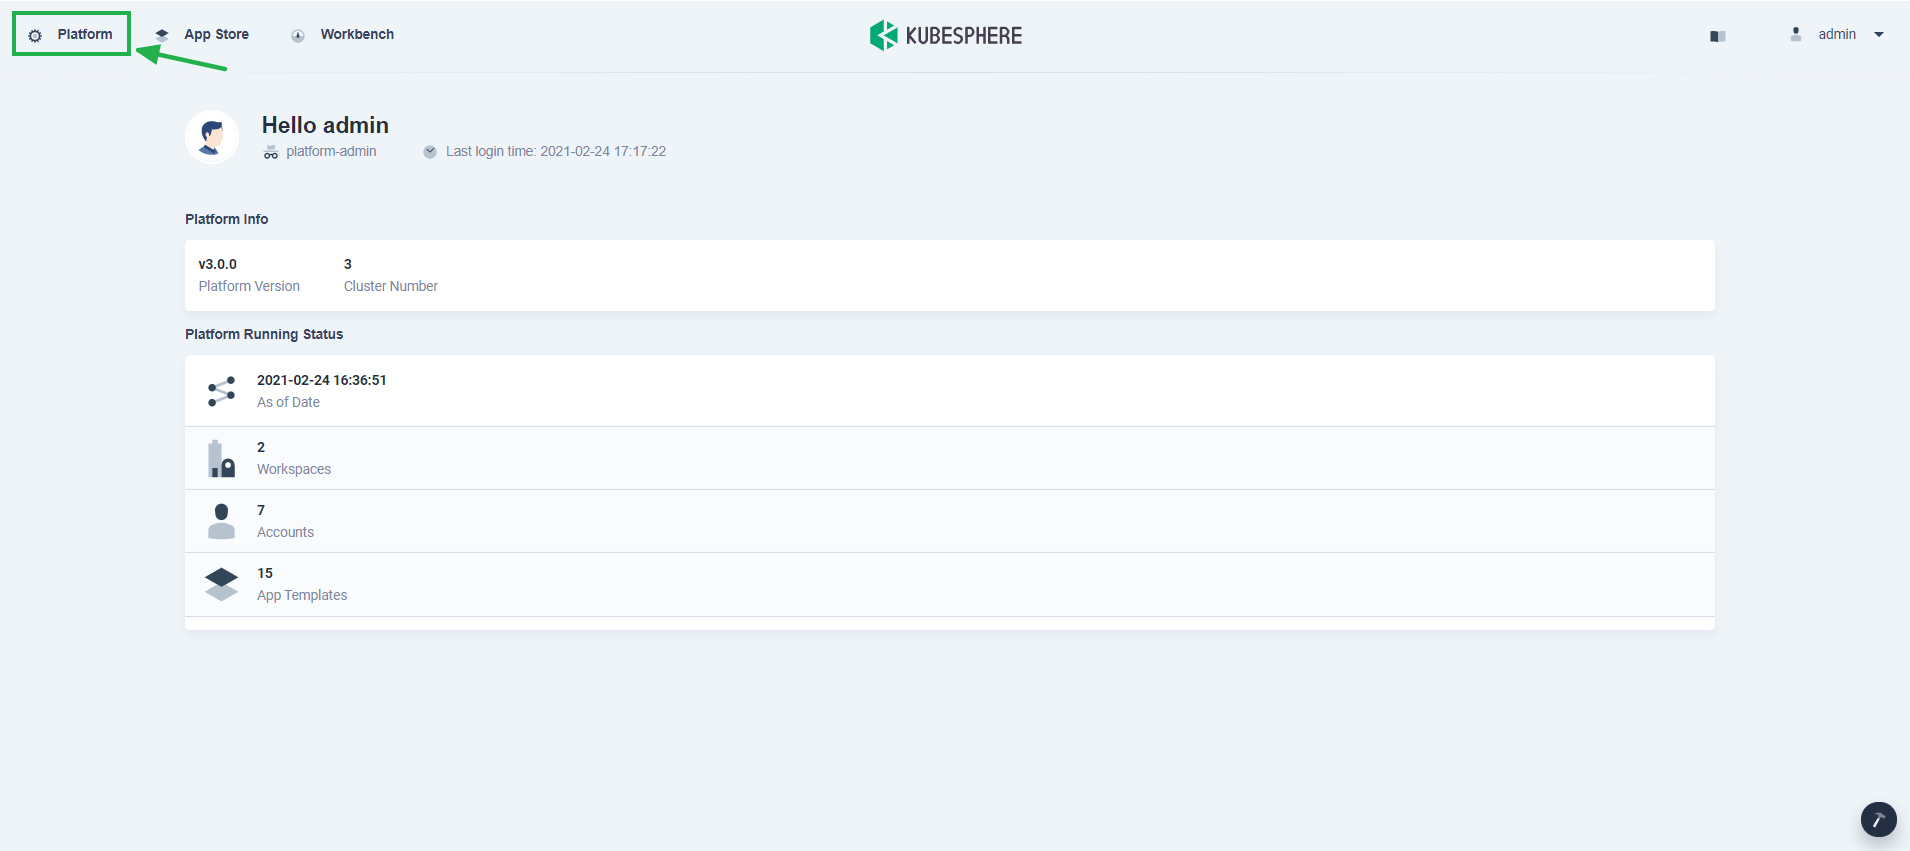 Platform App Store Workbench KUBESPHERE admin
Hello admin
platform-admin Last login time: 2021-02-24 17:17:22
Platform Info
v3.0.0 3
Platform Version Cluster Number
Platform Running Status
2021-02-24 16:36:51
As of Date
2
Workspaces
7
Accounts
15
App Templates